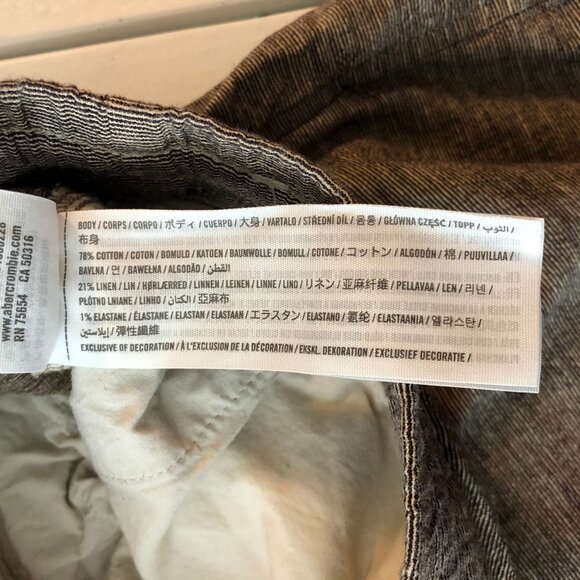 BODY / CORPS / CORPO / ボディ / CUERPO / 大身 / VARTALO / STŘEDNÍ DÍL / 몸통 / GŁÓWNA CZĘŚĆ / TOPP / الثوب /
布身
78% COTTON / COTON / BOMULD / KATOEN / BAUMWOLLE / BOMULL / COTONE / コットン / ALGODÓN / 棉 / PUUVILLAA /
BAVLNA / 면 / BAWEŁNA / ALGODÃO / القطن
21% LINEN / LIN / HØRLÆRRED / LINNEN / LEINEN / LINNE / LINO / リネン / 亚麻纤维 / PELLAVAA / LEN / 리넨 /
PŁÓTNO LNIANE / LINHO / الكتان / 亞麻布
1% ELASTANE / ÉLASTANE / ELASTAN / ELASTAAN / エラスタン / ELASTANO / 氨纶 / ELASTAANIA / 엘라스탄 /
إيلاستين / 彈性纖維
EXCLUSIVE OF DECORATION / À L'EXCLUSION DE LA DÉCORATION / EKSKL. DEKORATION / EXCLUSIEF DECORATIE /
www.abercrombie.com
RN 75654 CA 50316